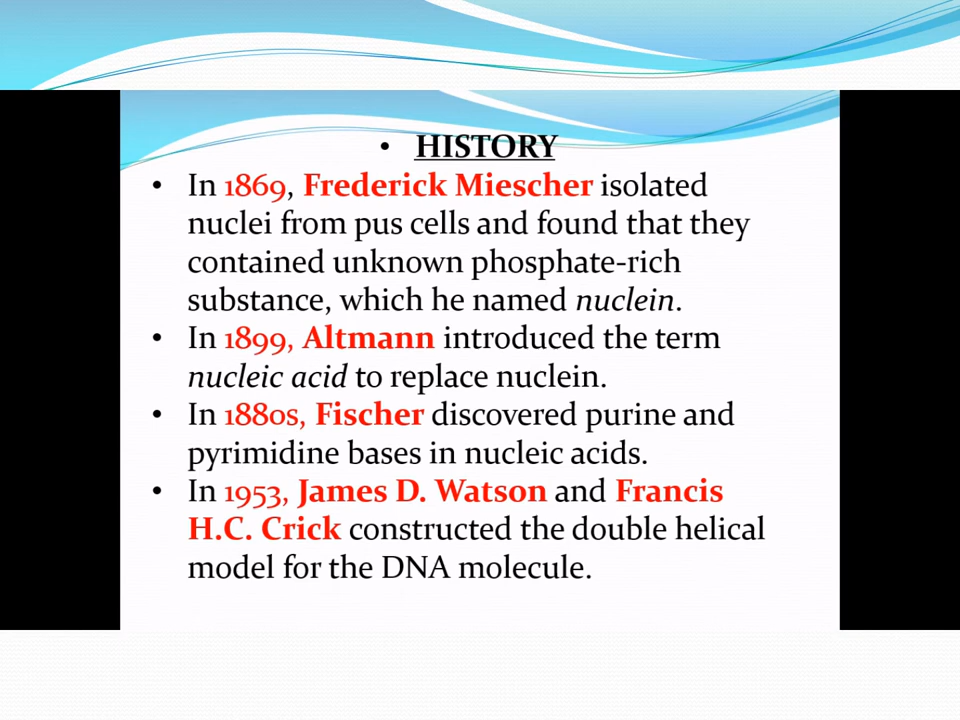 • HISTORY
• In 1869, Frederick Miescher isolated
nuclei from pus cells and found that they
contained unknown phosphate-rich
substance, which he named nuclein.
• In 1899, Altmann introduced the term
nucleic acid to replace nuclein.
• In 1880s, Fischer discovered purine and
pyrimidine bases in nucleic acids.
• In 1953, James D. Watson and Francis
H.C. Crick constructed the double helical
model for the DNA molecule.